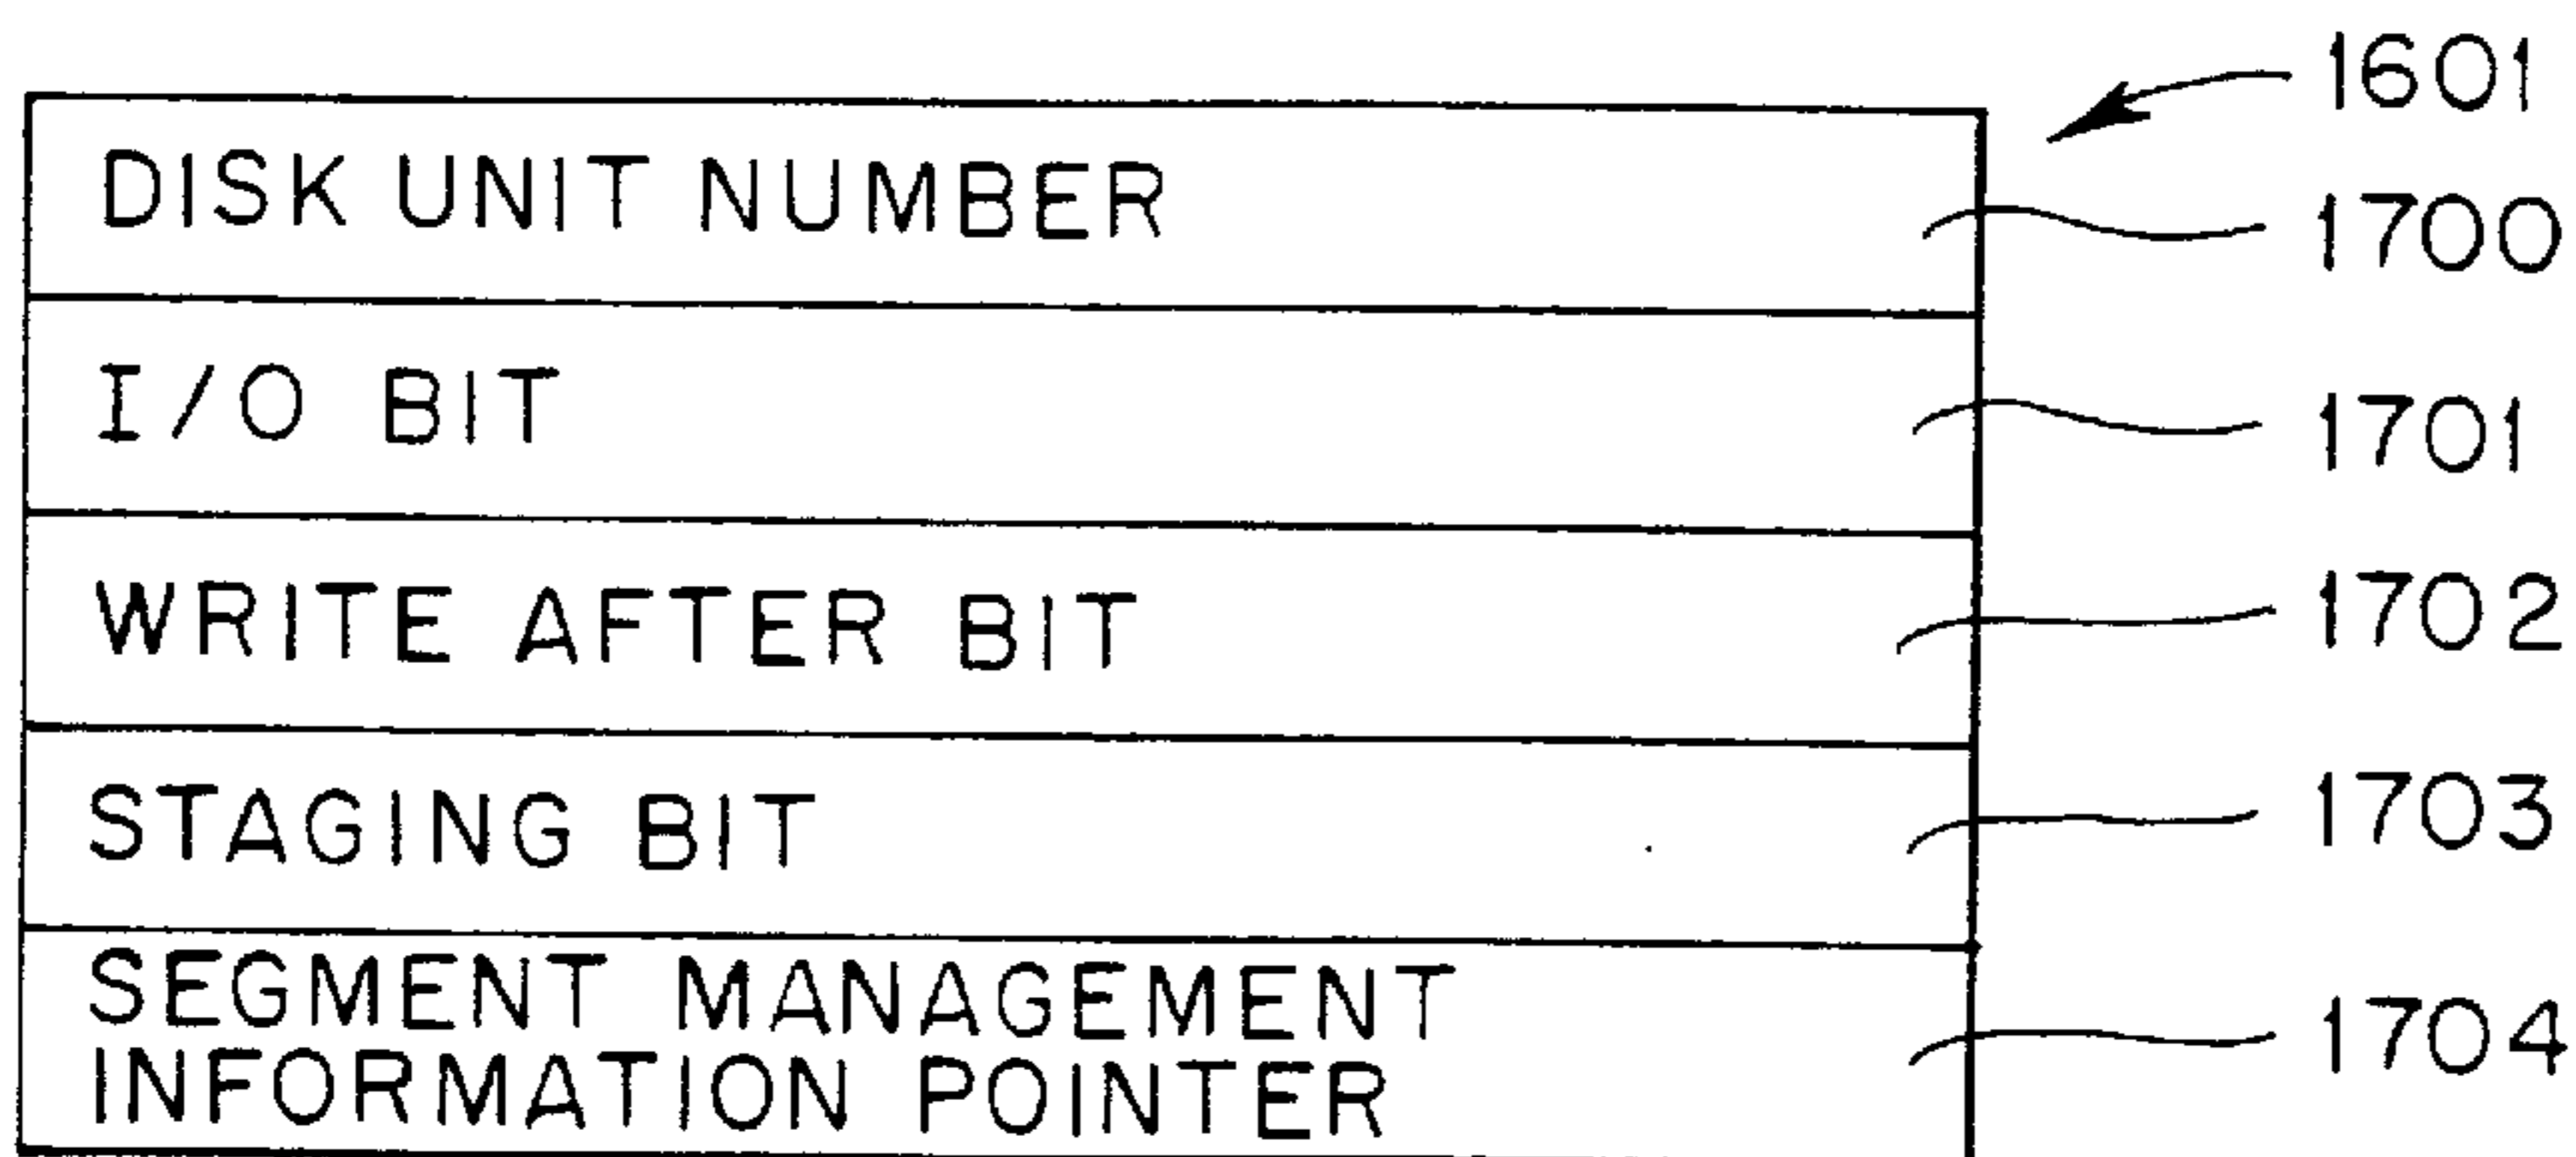 1601
DISK UNIT NUMBER 1700
I/O BIT 1701
WRITE AFTER BIT 1702
STAGING BIT 1703
SEGMENT MANAGEMENT
INFORMATION POINTER 1704